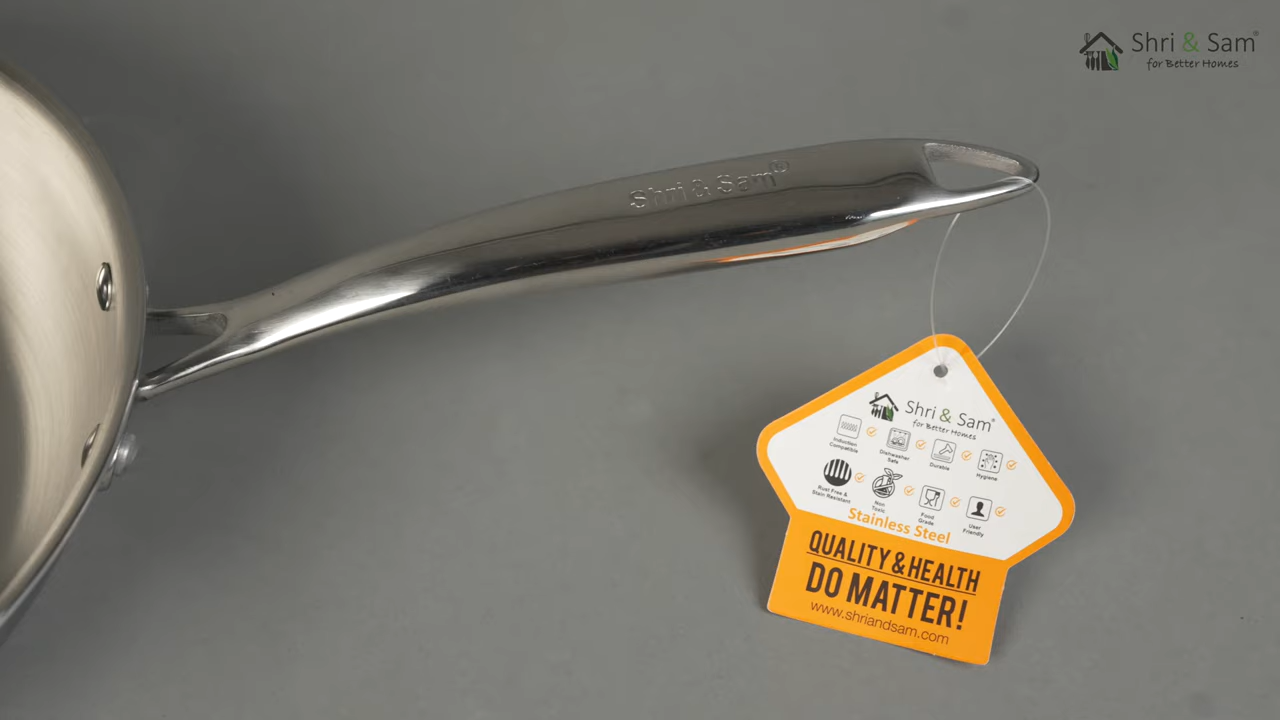 Shri & Sam®
for Better Homes
Shri & Sam®
Shri & Sam®
for Better Homes
Induction Compatible
Dishwasher Safe
Durable
Hygiene
Rust Free & Stain Resistant
Non Toxic
Food Grade
User Friendly
Stainless Steel
QUALITY & HEALTH
DO MATTER!
www.shriandsam.com